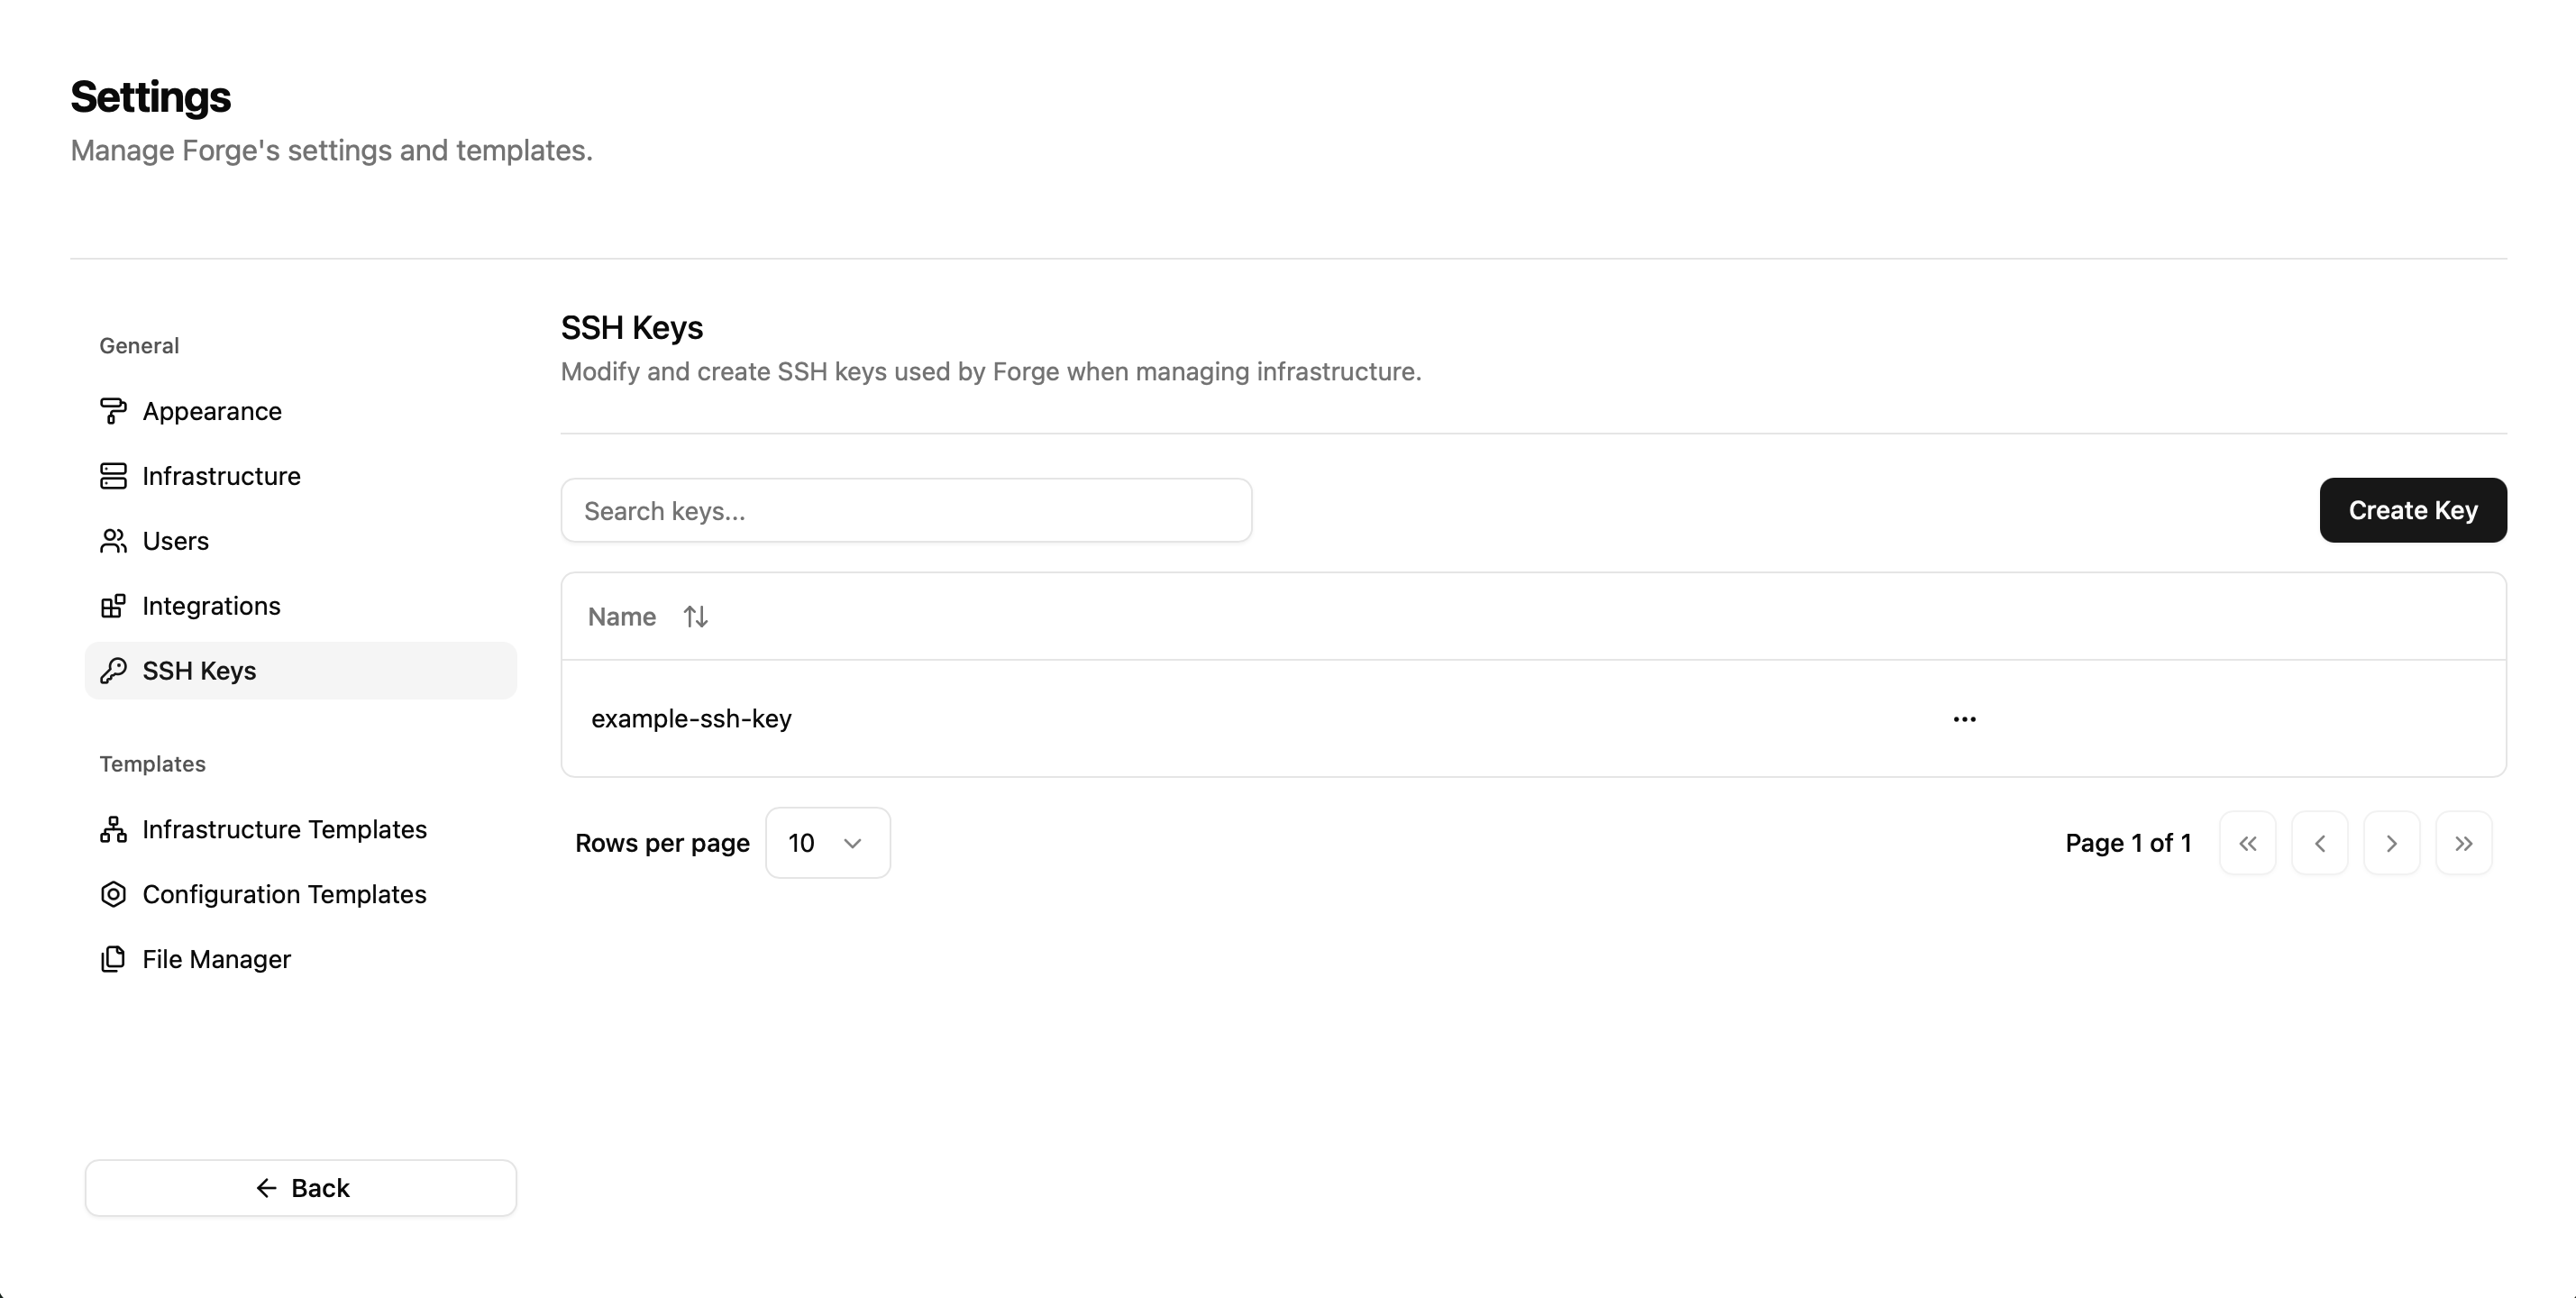 Settings
Manage Forge's settings and templates.
General
Appearance
Infrastructure
Users
Integrations
SSH Keys
Templates
Infrastructure Templates
Configuration Templates
File Manager
Back
SSH Keys
Modify and create SSH keys used by Forge when managing infrastructure.
Search keys...
Create Key
Name
example-ssh-key
Rows per page 10
Page 1 of 1